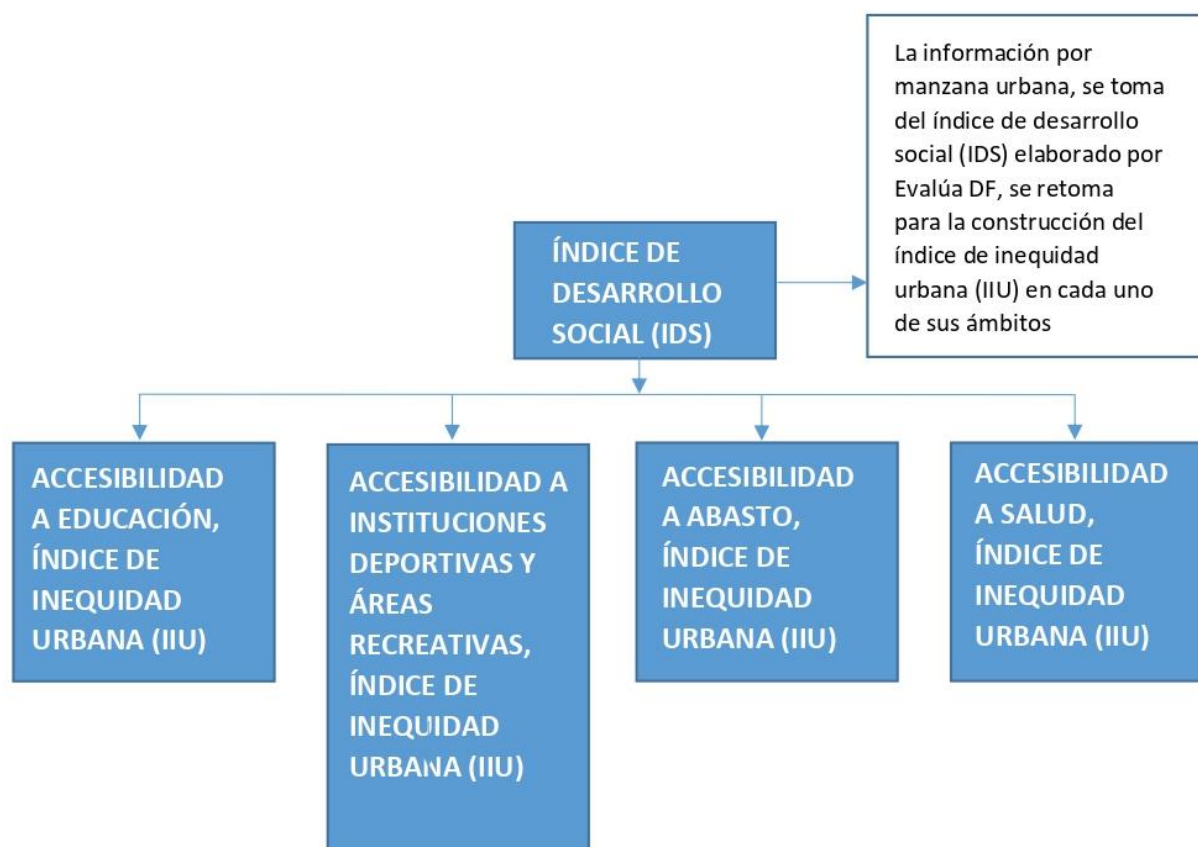 La información por
manzana urbana, se toma
del índice de desarrollo
social (IDS) elaborado por
Evalúa DF, se retoma
para la construcción del
índice de inequidad
urbana (IIU) en cada uno
de sus ámbitos
ÍNDICE DE
DESARROLLO
SOCIAL (IDS)
ACCESIBILIDAD
A EDUCACIÓN,
ÍNDICE DE
INEQUIDAD
URBANA (IIU)
ACCESIBILIDAD A
INSTITUCIONES
DEPORTIVAS Y
ÁREAS
RECREATIVAS,
ÍNDICE DE
INEQUIDAD
URBANA (IIU)
ACCESIBILIDAD
A ABASTO,
ÍNDICE DE
INEQUIDAD
URBANA (IIU)
ACCESIBILIDAD
A SALUD,
ÍNDICE DE
INEQUIDAD
URBANA (IIU)